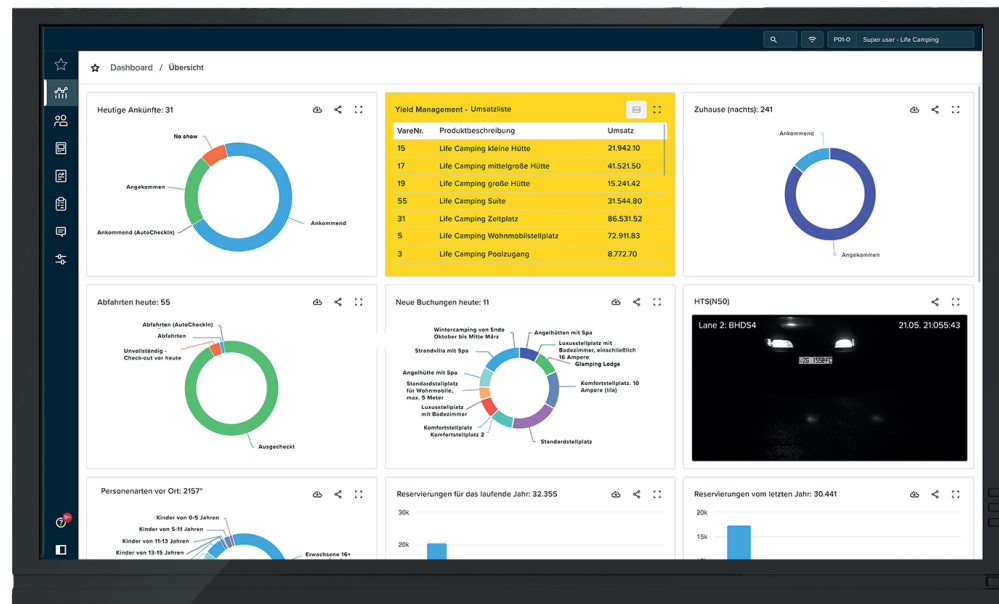 P01-0 Super user - Life Camping
Dashboard / Übersicht
Heutige Ankünfte: 31
No show
Angekommen
Ankommend (AutoCheckIn)
Ankommend
Yield Management - Umsatzliste
VareNr. Produktbeschreibung Umsatz
15 Life Camping kleine Hütte 21.942.10
17 Life Camping mittelgroße Hütte 41.521.50
19 Life Camping große Hütte 15.241.42
55 Life Camping Suite 31.544.80
31 Life Camping Zeltplatz 86.531.52
5 Life Camping Wohnmobilstellplatz 72.911.83
3 Life Camping Poolzugang 8.772.70
Zuhause (nachts): 241
Ankommend
Angekommen
Abfahrten heute: 55
Abfahrten (AutoCheckIn)
Abfahrten
Unvollständig -
Check-out vor heute
Ausgecheckt
Neue Buchungen heute: 11
Wintercamping von Ende
Oktober bis Mitte März
Strandvilla mit Spa
Angelhütte mit Spa
Standardstellplatz
für Wohnmobile,
max. 5 Meter
Luxusstellplatz
mit Badezimmer
Komfortstellplatz
Komfortstellplatz 2
Angelhütten mit Spa
Luxusstellplatz mit
Badezimmer, einschließlich
16 Ampere
Glamping Lodge
Komfortstellplatz. 10
Ampere (lila)
Standardstellplatz
HTS(N50)
Lane 2: BHDS4 21.05. 21:055:43
Personenarten vor Ort: 2157"
Kinder von 0-5 Jahren
Kinder von 5-11 Jahren
Kinder von 11-13 Jahren
Kinder von 13-15 Jahren
Erwachsene 16+
Reservierungen für das laufende Jahr: 32.355
30k
20k
Reservierungen vom letzten Jahr: 30.441
20k
15k
9+